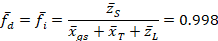 f̄_d = f̄_i = z̄_S / (x̄_gs + x̄_T + z̄_L) = 0.998